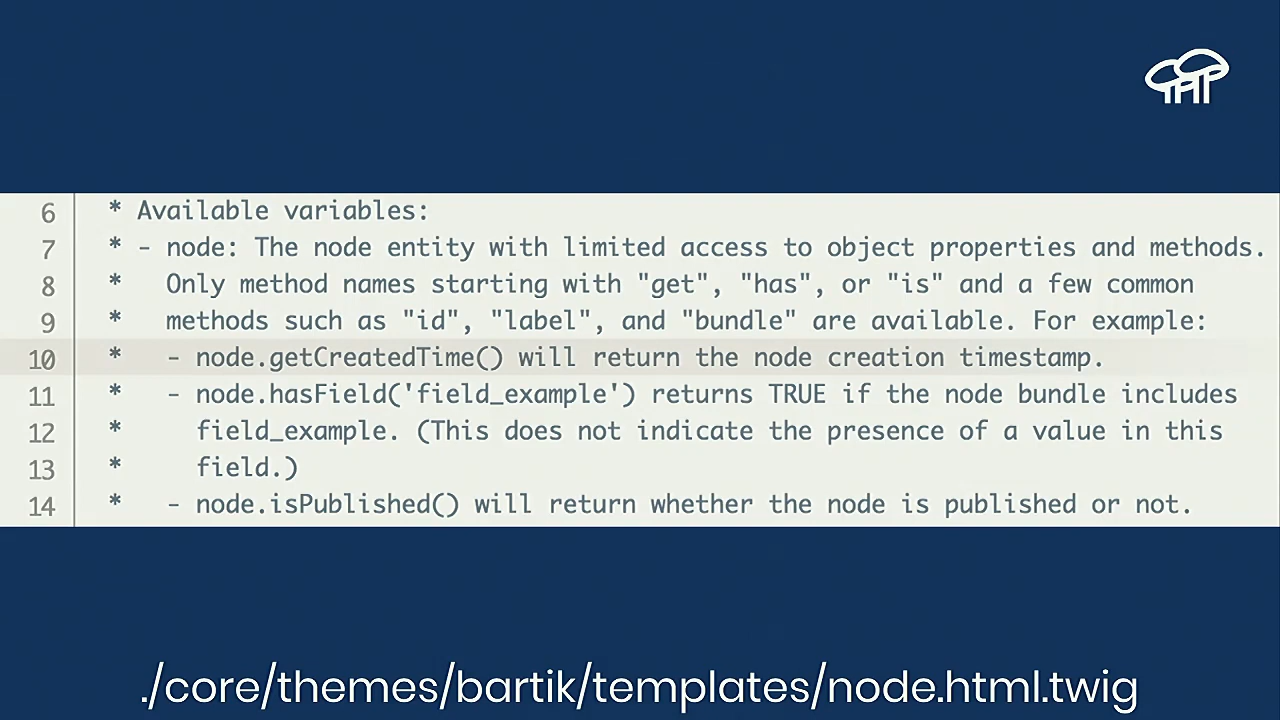 6 * Available variables:
7 * - node: The node entity with limited access to object properties and methods.
8 * Only method names starting with "get", "has", or "is" and a few common
9 * methods such as "id", "label", and "bundle" are available. For example:
10 * - node.getCreatedTime() will return the node creation timestamp.
11 * - node.hasField('field_example') returns TRUE if the node bundle includes
12 * field_example. (This does not indicate the presence of a value in this
13 * field.)
14 * - node.isPublished() will return whether the node is published or not.
./core/themes/bartik/templates/node.html.twig